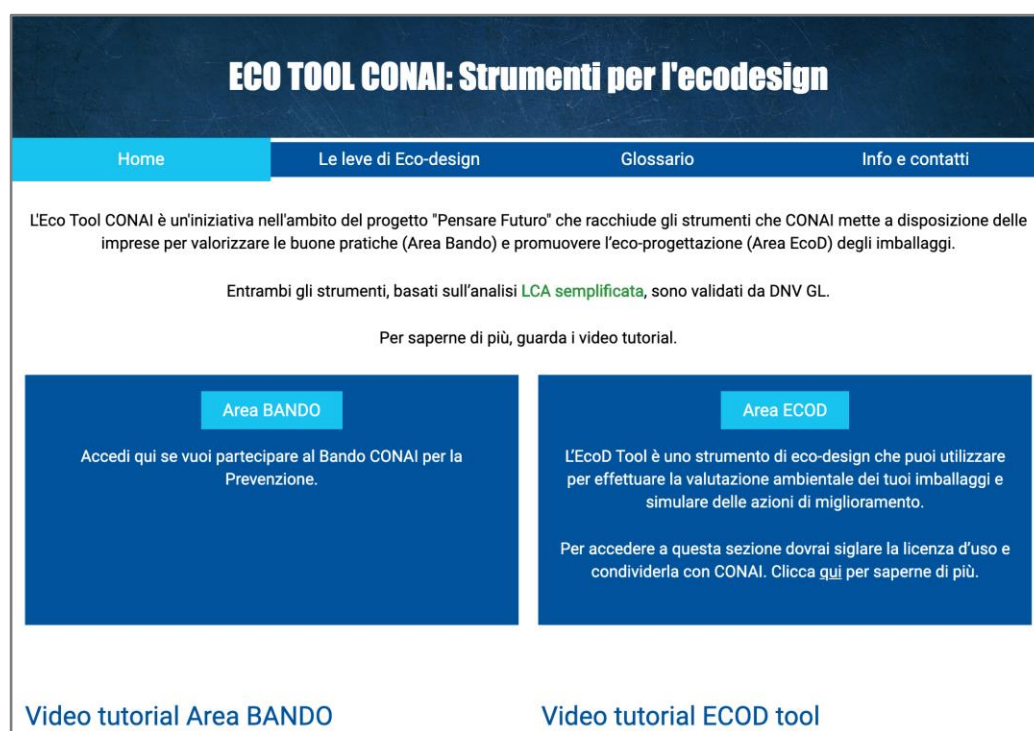 ECO TOOL CONAI: Strumenti per l'ecodesign
Home
Le leve di Eco-design
Glossario
Info e contatti
L'Eco Tool CONAI è un'iniziativa nell'ambito del progetto "Pensare Futuro" che racchiude gli strumenti che CONAI mette a disposizione delle
imprese per valorizzare le buone pratiche (Area Bando) e promuovere l'eco-progettazione (Area EcoD) degli imballaggi.
Entrambi gli strumenti, basati sull'analisi LCA semplificata, sono validati da DNV GL.
Per saperne di più, guarda i video tutorial.
Area BANDO
Accedi qui se vuoi partecipare al Bando CONAI per la
Prevenzione.
Area ECOD
L'EcoD Tool è uno strumento di eco-design che puoi utilizzare
per effettuare la valutazione ambientale dei tuoi imballaggi e
simulare delle azioni di miglioramento.
Per accedere a questa sezione dovrai siglare la licenza d'uso e
condividerla con CONAI. Clicca qui per saperne di più.
Video tutorial Area BANDO
Video tutorial ECOD tool